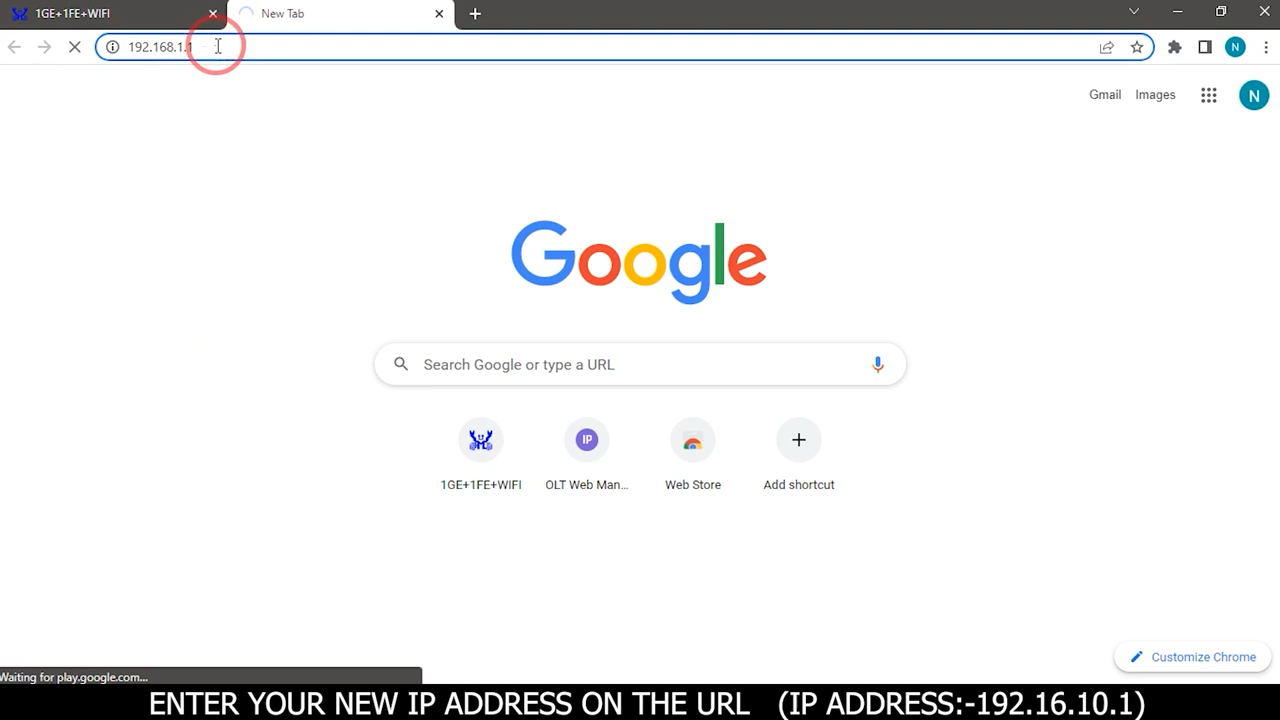 1GE+1FE+WIFI
New Tab
192.168.1.1
N
Gmail
Images
N
Google
Search Google or type a URL
IP
1GE+1FE+WIFI
OLT Web Man...
Web Store
Add shortcut
Customize Chrome
Waiting for play.google.com...
ENTER YOUR NEW IP ADDRESS ON THE URL (IP ADDRESS:-192.16.10.1)